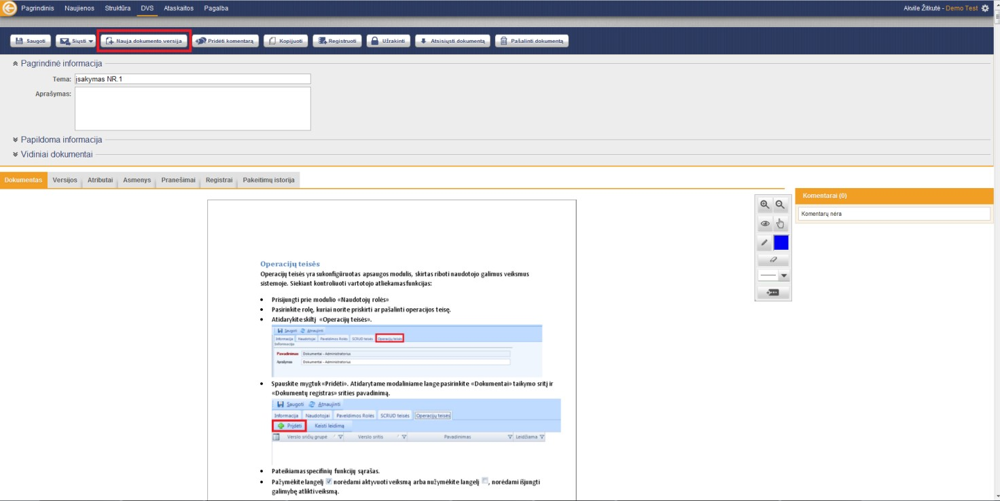 Pagrindinis Naujienos Struktūra DVS Ataskaitos Pagalba Akvile Žitkutė - Demo Test
Saugoti Siųsti Nauja dokumento versija Pridėti komentarą Kopijuoti Registruoti Užrakinti Atsisiųsti dokumentą Pašalinti dokumentą
Pagrindinė informacija
Tema: įsakymas NR.1
Aprašymas:
Papildoma informacija
Vidiniai dokumentai
Dokumentas Versijos Atributai Asmenys Pranešimai Registrai Pakeitimų istorija
Komentarai (0)
Komentarų nėra
Operacijų teisės
Operacijų teisės yra sukonfigūruotas apsaugos modulis, skirtas riboti naudotojo galimus veiksmus
sistemoje. Siekiant kontroliuoti vartotojo atliekamas funkcijas:
• Prisijungti prie modulio «Naudotojų rolės»
• Pasirinkite rolę, kuriai norite priskirti ar pašalinti operacijos teisę.
• Atidarykite skiltį «Operacijų teisės».
Saugoti Atnaujinti
Informacija Naudotojai Paveldimos Rolės SCRUD teisės Operacijų teisės
Informacija
Pavadinimas Dokumentai - Administratorius
Aprašymas Dokumentai - Administratorius
• Spauskite mygtuk «Pridėti». Atidarytame modaliniame lange pasirinkite «Dokumentai» taikymo sritį ir
«Dokumentų registras» srities pavadinimą.
Saugoti Atnaujinti
Informacija Naudotojai Paveldimos Rolės SCRUD teisės Operacijų teisės
Pridėti Keisti leidimą
Verslo sričių grupė Verslo sritis Pavadinimas Leidžiama
• Pateikiamas specifinių funkcijų sąrašas.
• Pažymėkite langelį norėdami aktyvuoti veiksmą arba nužymėkite langelį , norėdami išjungti
galimybę atlikti veiksmą.